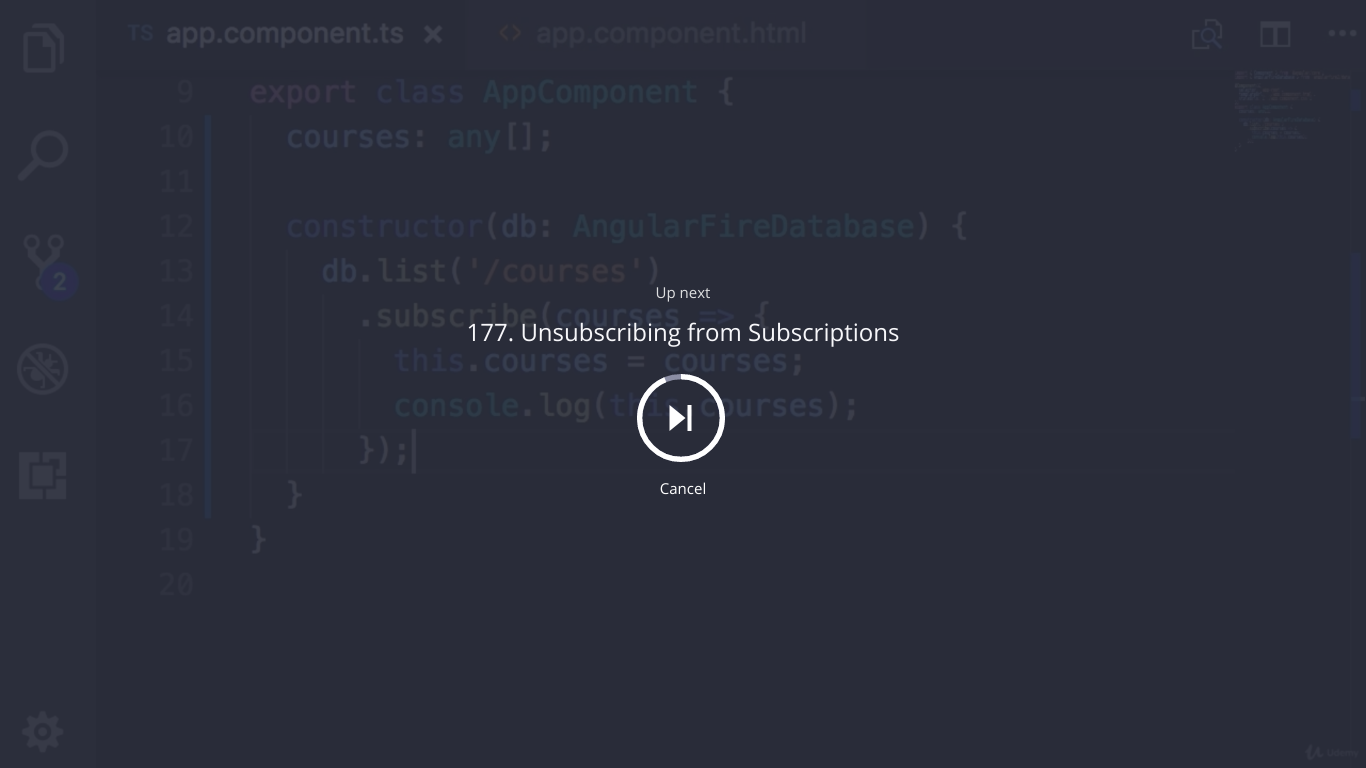 TS app.component.ts × <> app.component.html
9 export class AppComponent {
10 courses: any[];
11
12 constructor(db: AngularFireDatabase) {
13 db.list('/courses')
14 .subscribe(courses => {
15 this.courses = courses;
16 console.log(this.courses);
17 });
18 }
19 }
20
2
Up next
177. Unsubscribing from Subscriptions
Cancel
Udemy